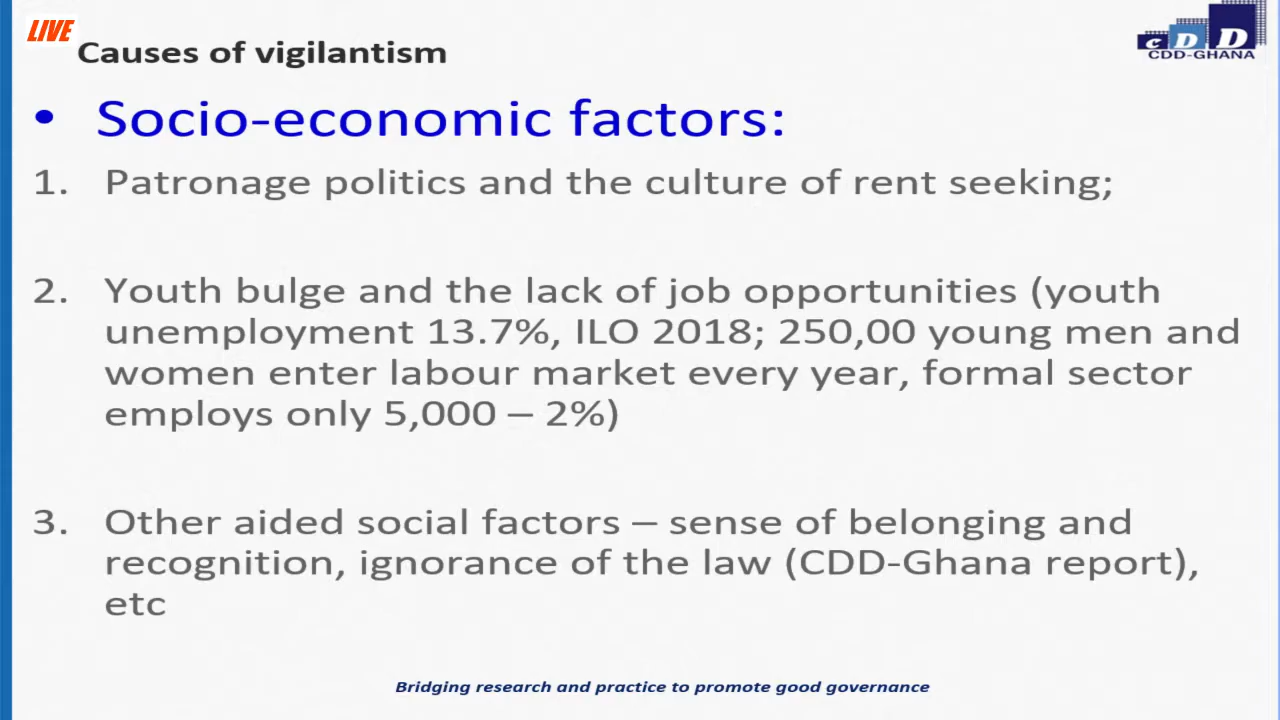 LIVE
Causes of vigilantism
CDD
CDD-GHANA
• Socio-economic factors:
1. Patronage politics and the culture of rent seeking;
2. Youth bulge and the lack of job opportunities (youth
unemployment 13.7%, ILO 2018; 250,00 young men and
women enter labour market every year, formal sector
employs only 5,000 – 2%)
3. Other aided social factors – sense of belonging and
recognition, ignorance of the law (CDD-Ghana report),
etc
Bridging research and practice to promote good governance